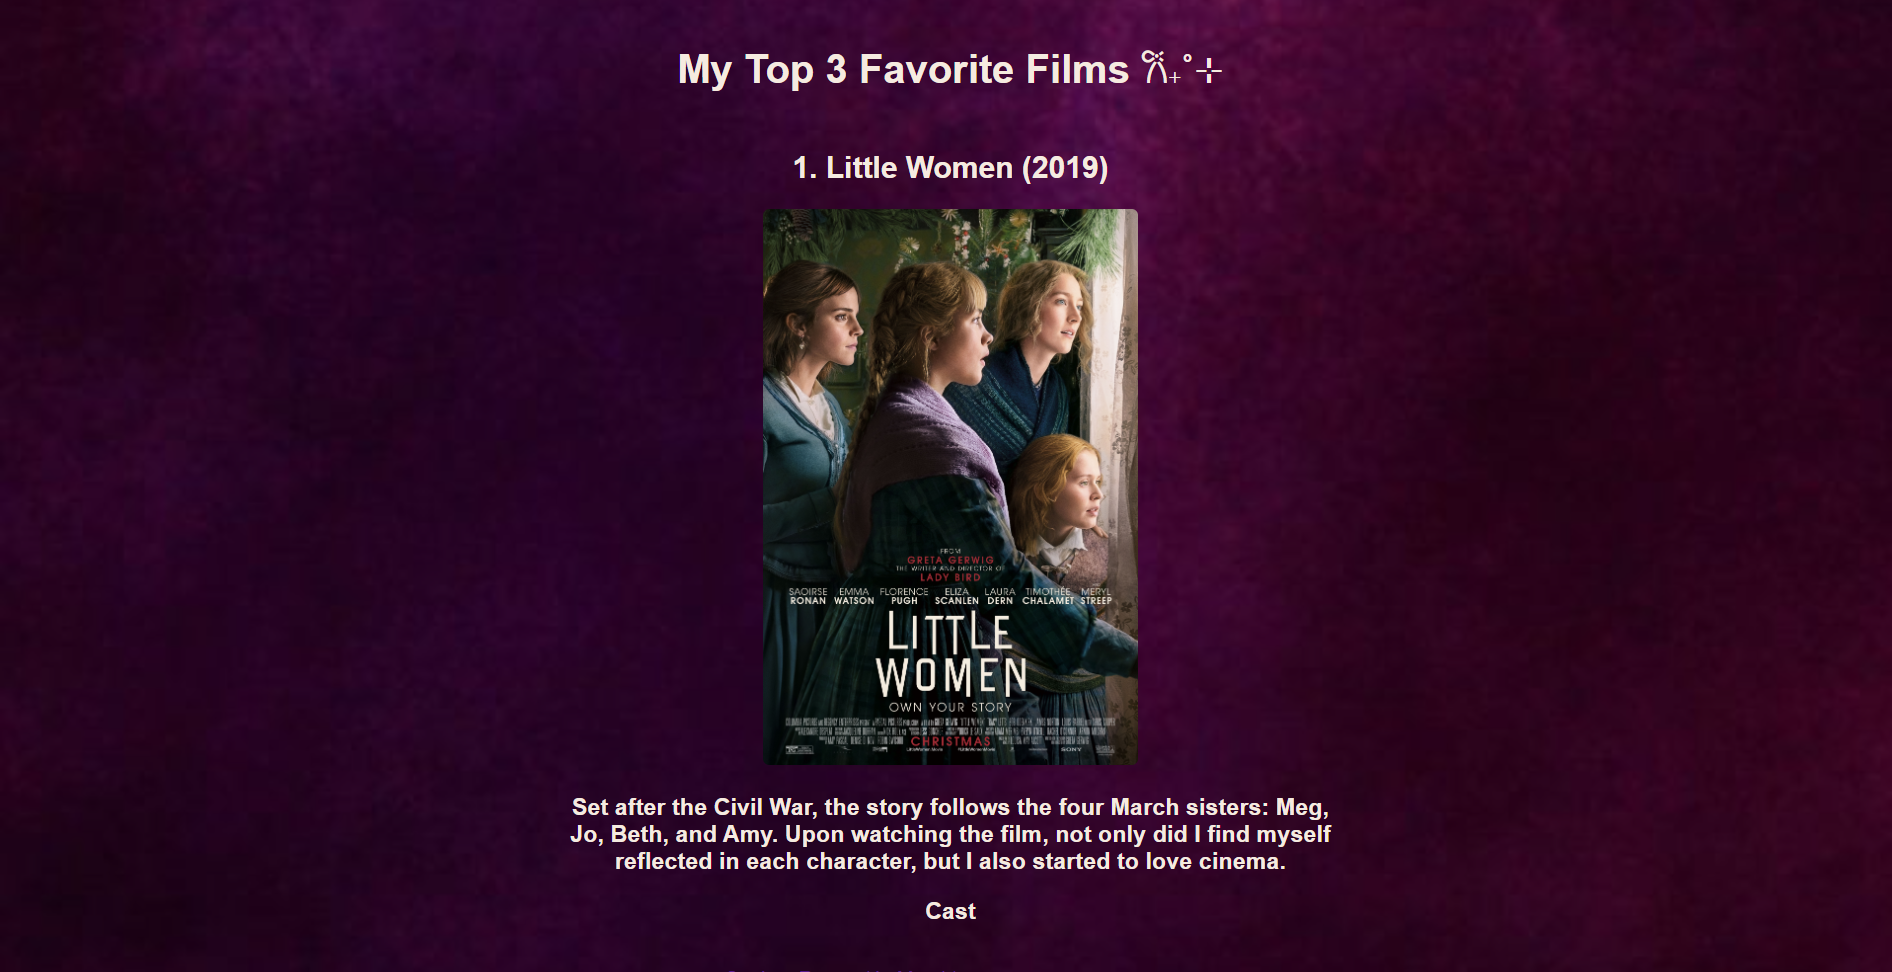 My Top 3 Favorite Films 𐙚₊˚⊹
1. Little Women (2019)
FROM
GRETA GERWIG
THE WRITER AND DIRECTOR OF
LADY BIRD
SAOIRSE RONAN EMMA WATSON FLORENCE PUGH ELIZA SCANLEN LAURA DERN TIMOTHÉE CHALAMET MERYL STREEP
LITTLE
WOMEN
OWN YOUR STORY
CHRISTMAS
SONY
Set after the Civil War, the story follows the four March sisters: Meg,
Jo, Beth, and Amy. Upon watching the film, not only did I find myself
reflected in each character, but I also started to love cinema.
Cast